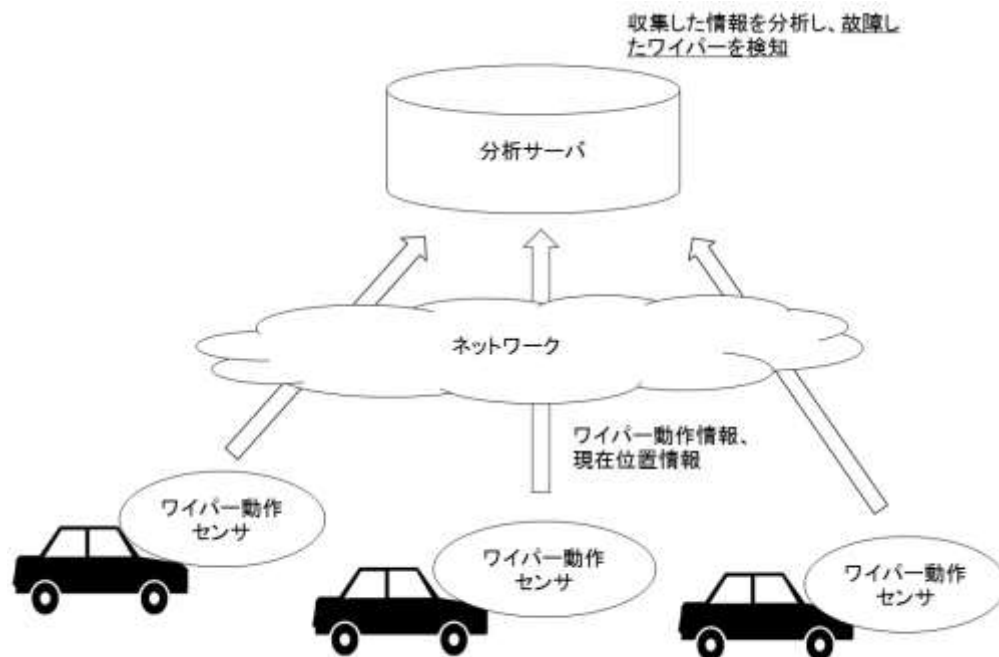 収集した情報を分析し、故障し
たワイパーを検知
分析サーバ
ネットワーク
ワイパー動作情報、
現在位置情報
ワイパー動作
センサ
ワイパー動作
センサ
ワイパー動作
センサ